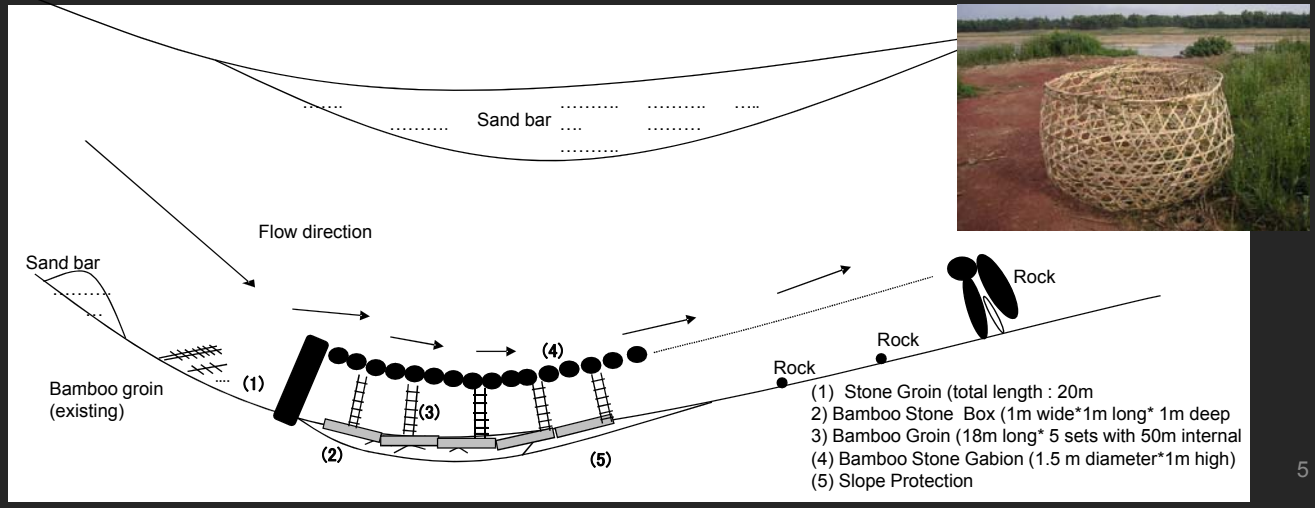 Sand bar
Flow direction
Sand bar
Rock
(4)
Rock
Bamboo groin
(existing)
(1)
Rock
(3)
(2)
(5)
(1) Stone Groin (total length : 20m
2) Bamboo Stone Box (1m wide*1m long* 1m deep
3) Bamboo Groin (18m long* 5 sets with 50m internal
(4) Bamboo Stone Gabion (1.5 m diameter*1m high)
(5) Slope Protection
5